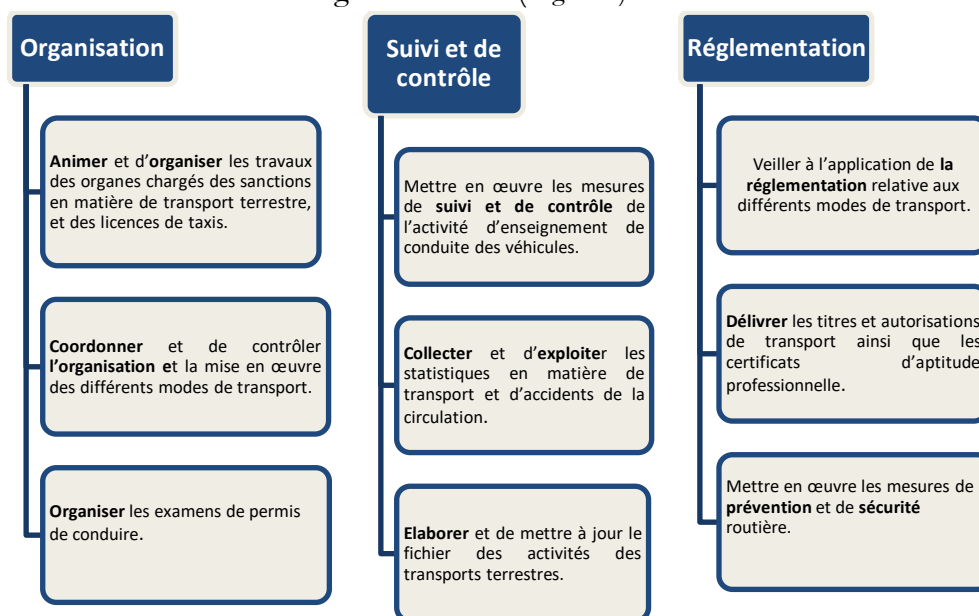 Organisation
Animer et d'organiser les travaux
des organes chargés des sanctions
en matière de transport terrestre,
et des licences de taxis.
Coordonner et de contrôler
l'organisation et la mise en œuvre
des différents modes de transport.
Organiser les examens de permis
de conduire.
Suivi et de
contrôle
Mettre en œuvre les mesures
de suivi et de contrôle de
l'activité d'enseignement de
conduite des véhicules.
Collecter et d'exploiter les
statistiques en matière de
transport et d'accidents de la
circulation.
Elaborer et de mettre à jour le
fichier des activités des
transports terrestres.
Réglementation
Veiller à l'application de la
réglementation relative aux
différents modes de transport.
Délivrer les titres et autorisations
de transport ainsi que les
certificats d'aptitude
professionnelle.
Mettre en œuvre les mesures de
prévention et de sécurité
routière.